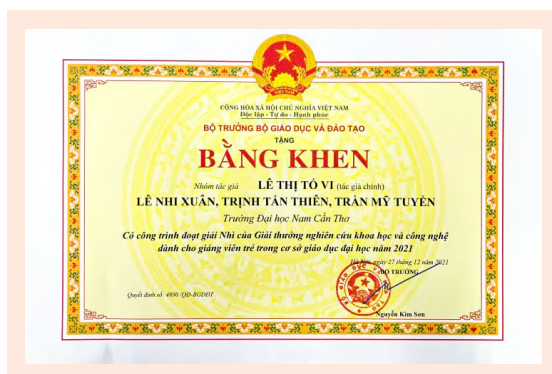 CỘNG HÒA XÃ HỘI CHỦ NGHĨA VIỆT NAM
Độc lập - Tự do - Hạnh phúc
BỘ TRƯỞNG BỘ GIÁO DỤC VÀ ĐÀO TẠO
TẶNG
BẰNG KHEN
Nhóm tác giả LÊ THỊ TỐ VI (tác giả chính)
LÊ NHI XUÂN, TRỊNH TẤN THIÊN, TRẦN MỸ TUYỀN
Trường Đại học Nam Cần Thơ
Có công trình đoạt giải Nhì của Giải thưởng nghiên cứu khoa học và công nghệ
dành cho giảng viên trẻ trong cơ sở giáo dục đại học năm 2021
Hà Nội, ngày 27 tháng 12 năm 2021
BỘ TRƯỞNG
Quyết định số: 4890 /QĐ-BGDĐT
Nguyễn Kim Sơn